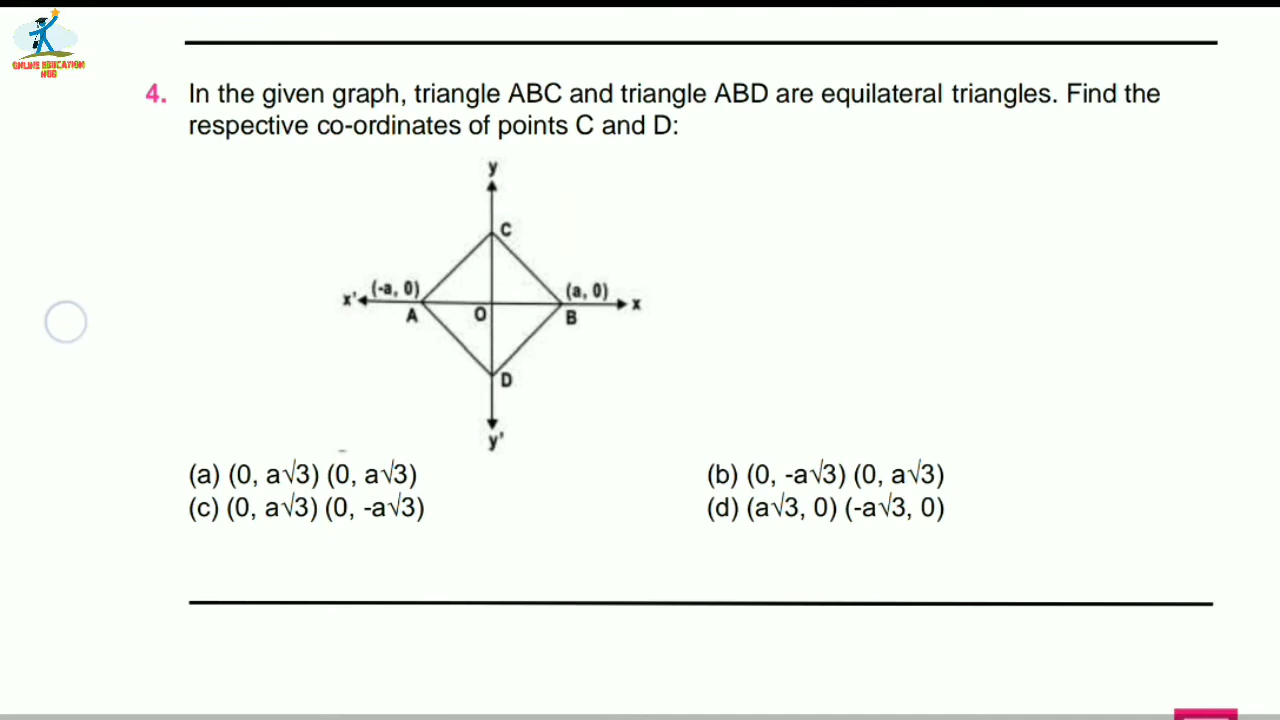 ONLINE EDUCATION
HUB
4. In the given graph, triangle ABC and triangle ABD are equilateral triangles. Find the
respective co-ordinates of points C and D:
y
C
(-a, 0)
(a, 0)
x'
x
A
O
B
D
y'
(a) (0, a√3) (0, a√3)
(b) (0, -a√3) (0, a√3)
(c) (0, a√3) (0, -a√3)
(d) (a√3, 0) (-a√3, 0)